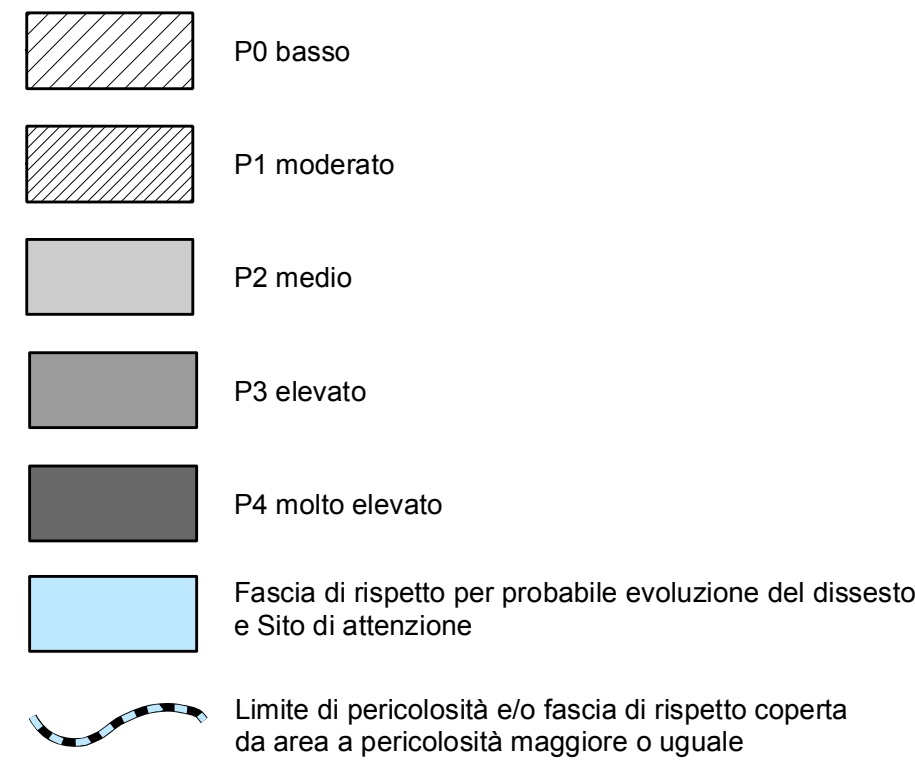 P0 basso
P1 moderato
P2 medio
P3 elevato
P4 molto elevato
Fascia di rispetto per probabile evoluzione del dissesto
e Sito di attenzione
Limite di pericolosità e/o fascia di rispetto coperta
da area a pericolosità maggiore o uguale